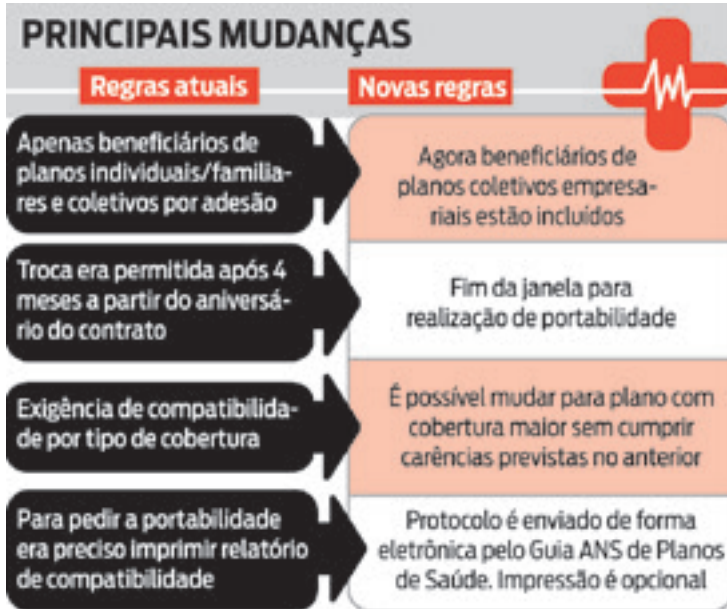 PRINCIPAIS MUDANÇAS
Regras atuais
Novas regras
Apenas beneficiários de
planos individuais/familia-
res e coletivos por adesão
Agora beneficiários de
planos coletivos empresa-
riais estão incluídos
Troca era permitida após 4
meses a partir do aniversá-
rio do contrato
Fim da janela para
realização de portabilidade
Exigência de compatibilida-
de por tipo de cobertura
É possível mudar para plano com
cobertura maior sem cumprir
carências previstas no anterior
Para pedir a portabilidade
era preciso imprimir relatório
de compatibilidade
Protocolo é enviado de forma
eletrônica pelo Guia ANS de Planos
de Saúde. Impressão é opcional